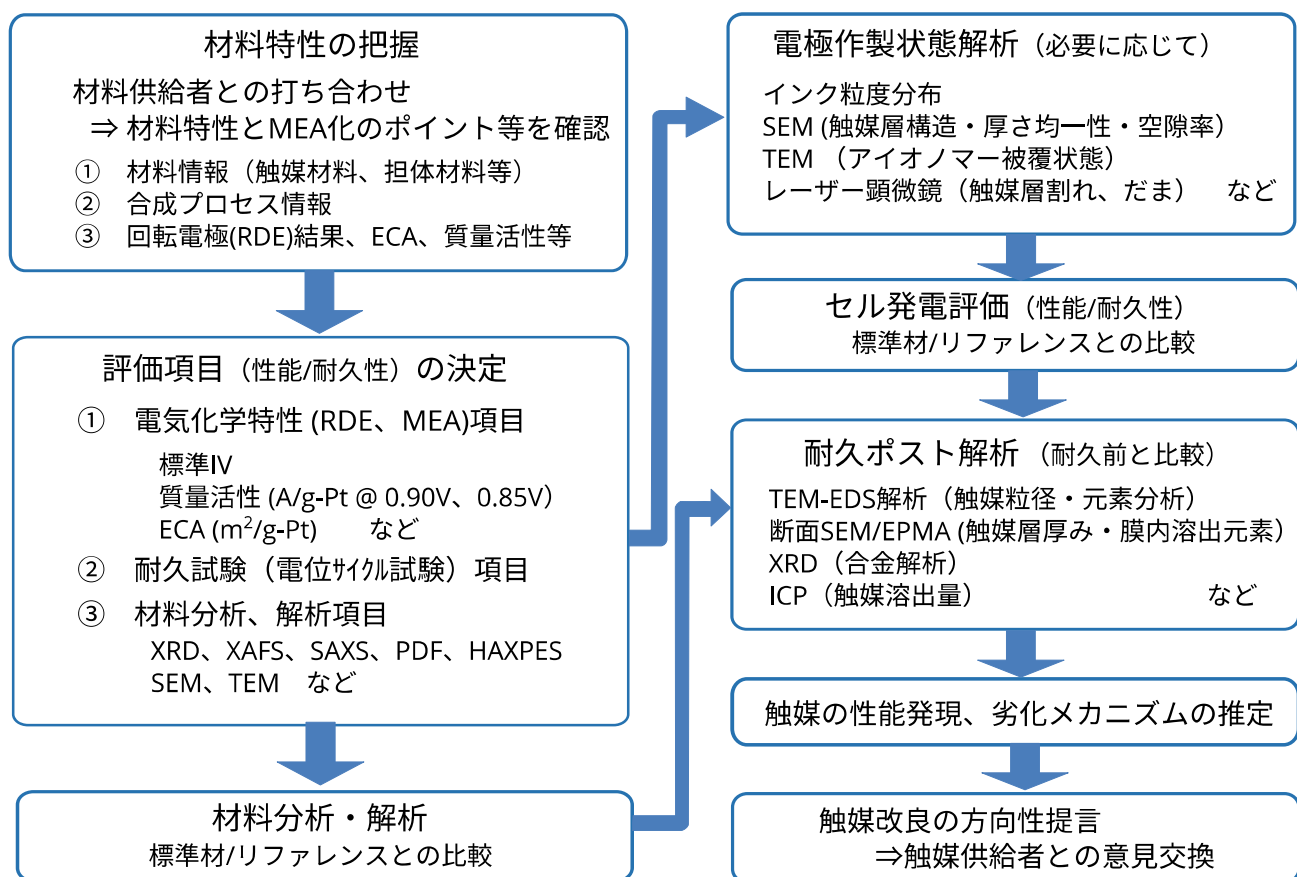 材料特性の把握
材料供給者との打ち合わせ
⇒ 材料特性とMEA化のポイント等を確認
① 材料情報（触媒材料、担体材料等）
② 合成プロセス情報
③ 回転電極(RDE)結果、ECA、質量活性等
評価項目（性能/耐久性）の決定
① 電気化学特性 (RDE、MEA)項目
標準IV
質量活性 (A/g-Pt @ 0.90V、0.85V）
ECA (m²/g-Pt) など
② 耐久試験（電位ｻｲｸﾙ試験）項目
③ 材料分析、解析項目
XRD、XAFS、SAXS、PDF、HAXPES
SEM、TEM など
材料分析・解析
標準材/リファレンスとの比較
電極作製状態解析（必要に応じて）
インク粒度分布
SEM (触媒層構造・厚さ均一性・空隙率）
TEM （アイオノマー被覆状態）
レーザー顕微鏡（触媒層割れ、だま） など
セル発電評価（性能/耐久性）
標準材/リファレンスとの比較
耐久ポスト解析（耐久前と比較）
TEM-EDS解析（触媒粒径・元素分析）
断面SEM/EPMA (触媒層厚み・膜内溶出元素）
XRD（合金解析）
ICP（触媒溶出量） など
触媒の性能発現、劣化メカニズムの推定
触媒改良の方向性提言
⇒触媒供給者との意見交換